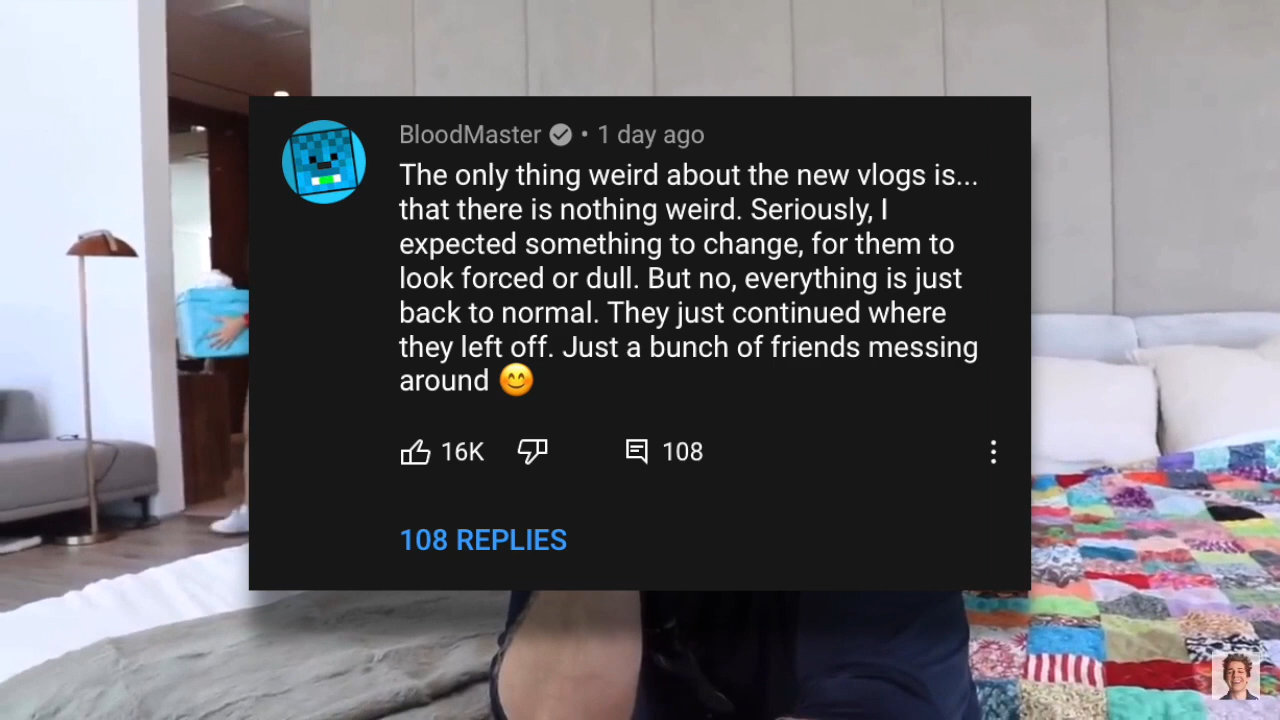 BloodMaster • 1 day ago
The only thing weird about the new vlogs is...
that there is nothing weird. Seriously, I
expected something to change, for them to
look forced or dull. But no, everything is just
back to normal. They just continued where
they left off. Just a bunch of friends messing
around 😊
16K 108
108 REPLIES